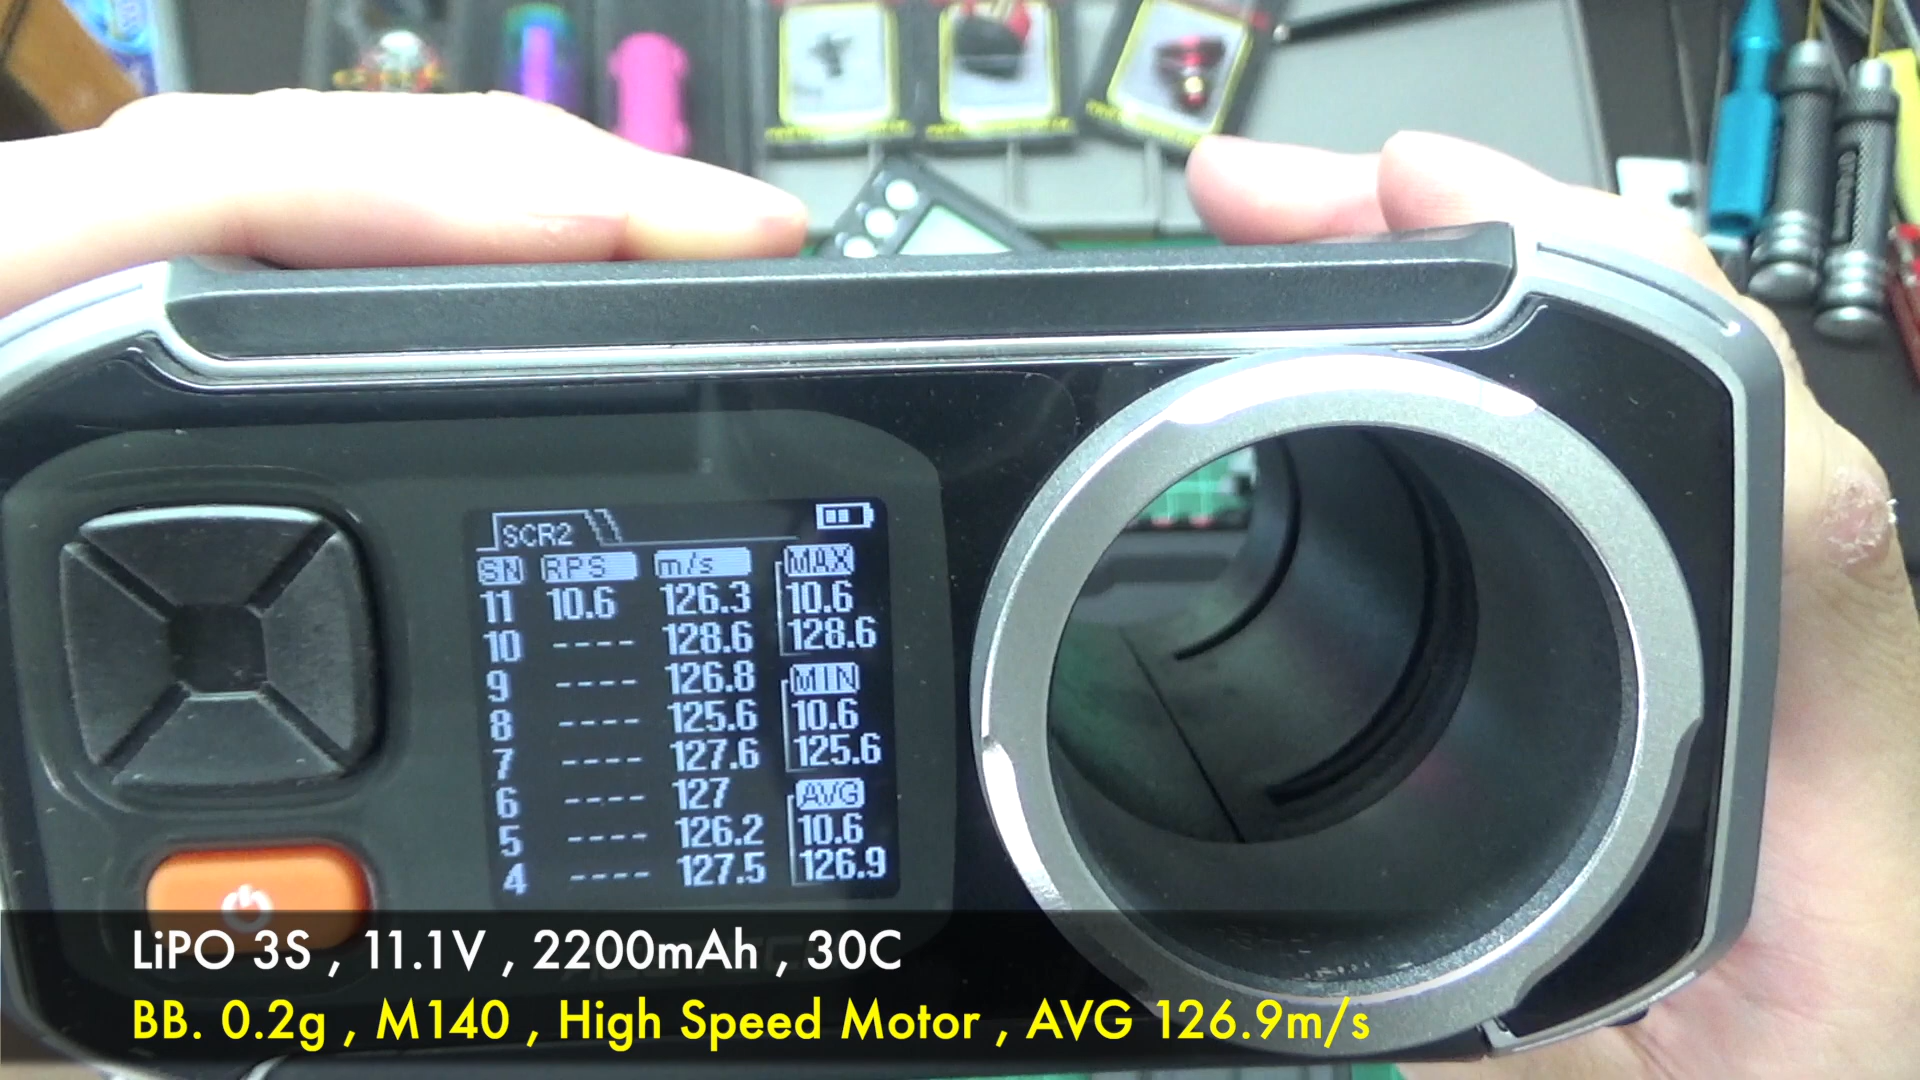 SCR2
SN RPS m/s MAX
11 10.6 126.3 10.6
10 ---- 128.6 128.6
9 ---- 126.8 MIN
8 ---- 125.6 10.6
7 ---- 127.6 125.6
6 ---- 127 AVG
5 ---- 126.2 10.6
4 ---- 127.5 126.9
LiPO 3S , 11.1V , 2200mAh , 30C
BB. 0.2g , M140 , High Speed Motor , AVG 126.9m/s